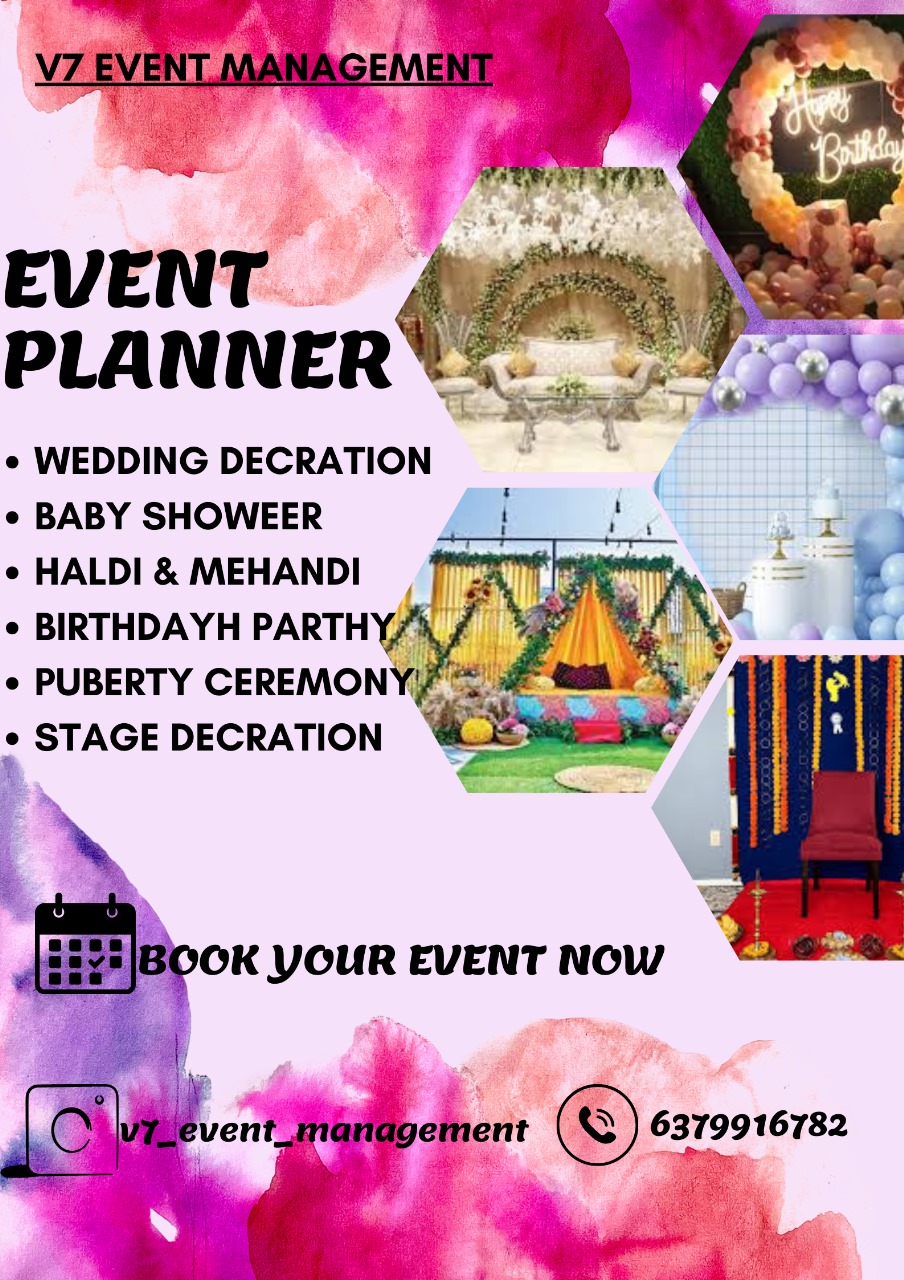 V7 EVENT MANAGEMENT
Happy
Birthday
EVENT
PLANNER
• WEDDING DECRATION
• BABY SHOWEER
• HALDI & MEHANDI
• BIRTHDAYH PARTHY
• PUBERTY CEREMONY
• STAGE DECRATION
BOOK YOUR EVENT NOW
v7_event_management
6379916782